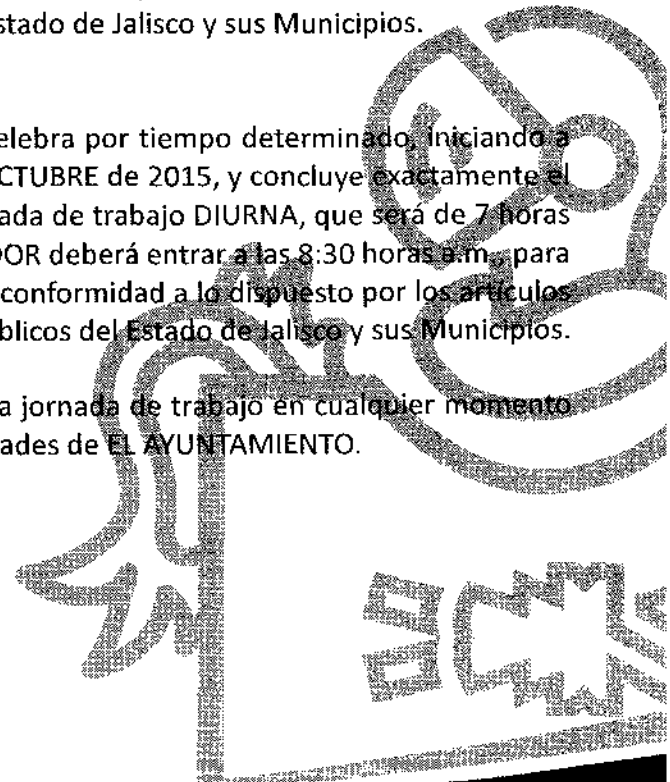 stado de Jalisco y sus Municipios.
elebra por tiempo determinado, iniciando a
CTUBRE de 2015, y concluye exactamente el
ada de trabajo DIURNA, que será de 7 horas
OOR deberá entrar a las 8:30 horas a.m., para
conformidad a lo dispuesto por los artículos
blicos del Estado de Jalisco y sus Municipios.
a jornada de trabajo en cualquier momento
ades de EL AYUNTAMIENTO.